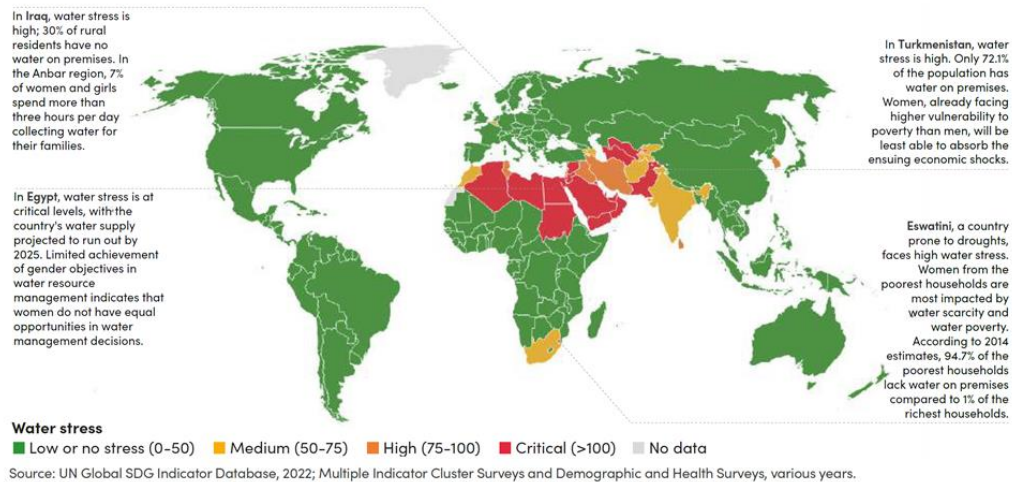 In Iraq, water stress is
high; 30% of rural
residents have no
water on premises. In
the Anbar region, 7%
of women and girls
spend more than
three hours per day
collecting water for
their families.
In Egypt, water stress is at
critical levels, with the
country's water supply
projected to run out by
2025. Limited achievement
of gender objectives in
water resource
management indicates that
women do not have equal
opportunities in water
management decisions.
In Turkmenistan, water
stress is high. Only 72.1%
of the population has
water on premises.
Women, already facing
higher vulnerability to
poverty than men, will be
least able to absorb the
ensuing economic shocks.
Eswatini, a country
prone to droughts,
faces high water stress.
Women from the
poorest households are
most impacted by
water scarcity and
water poverty.
According to 2014
estimates, 94.7% of the
poorest households
lack water on premises
compared to 1% of the
richest households.
Water stress
Low or no stress (0-50) Medium (50-75) High (75-100) Critical (>100) No data
Source: UN Global SDG Indicator Database, 2022; Multiple Indicator Cluster Surveys and Demographic and Health Surveys, various years.